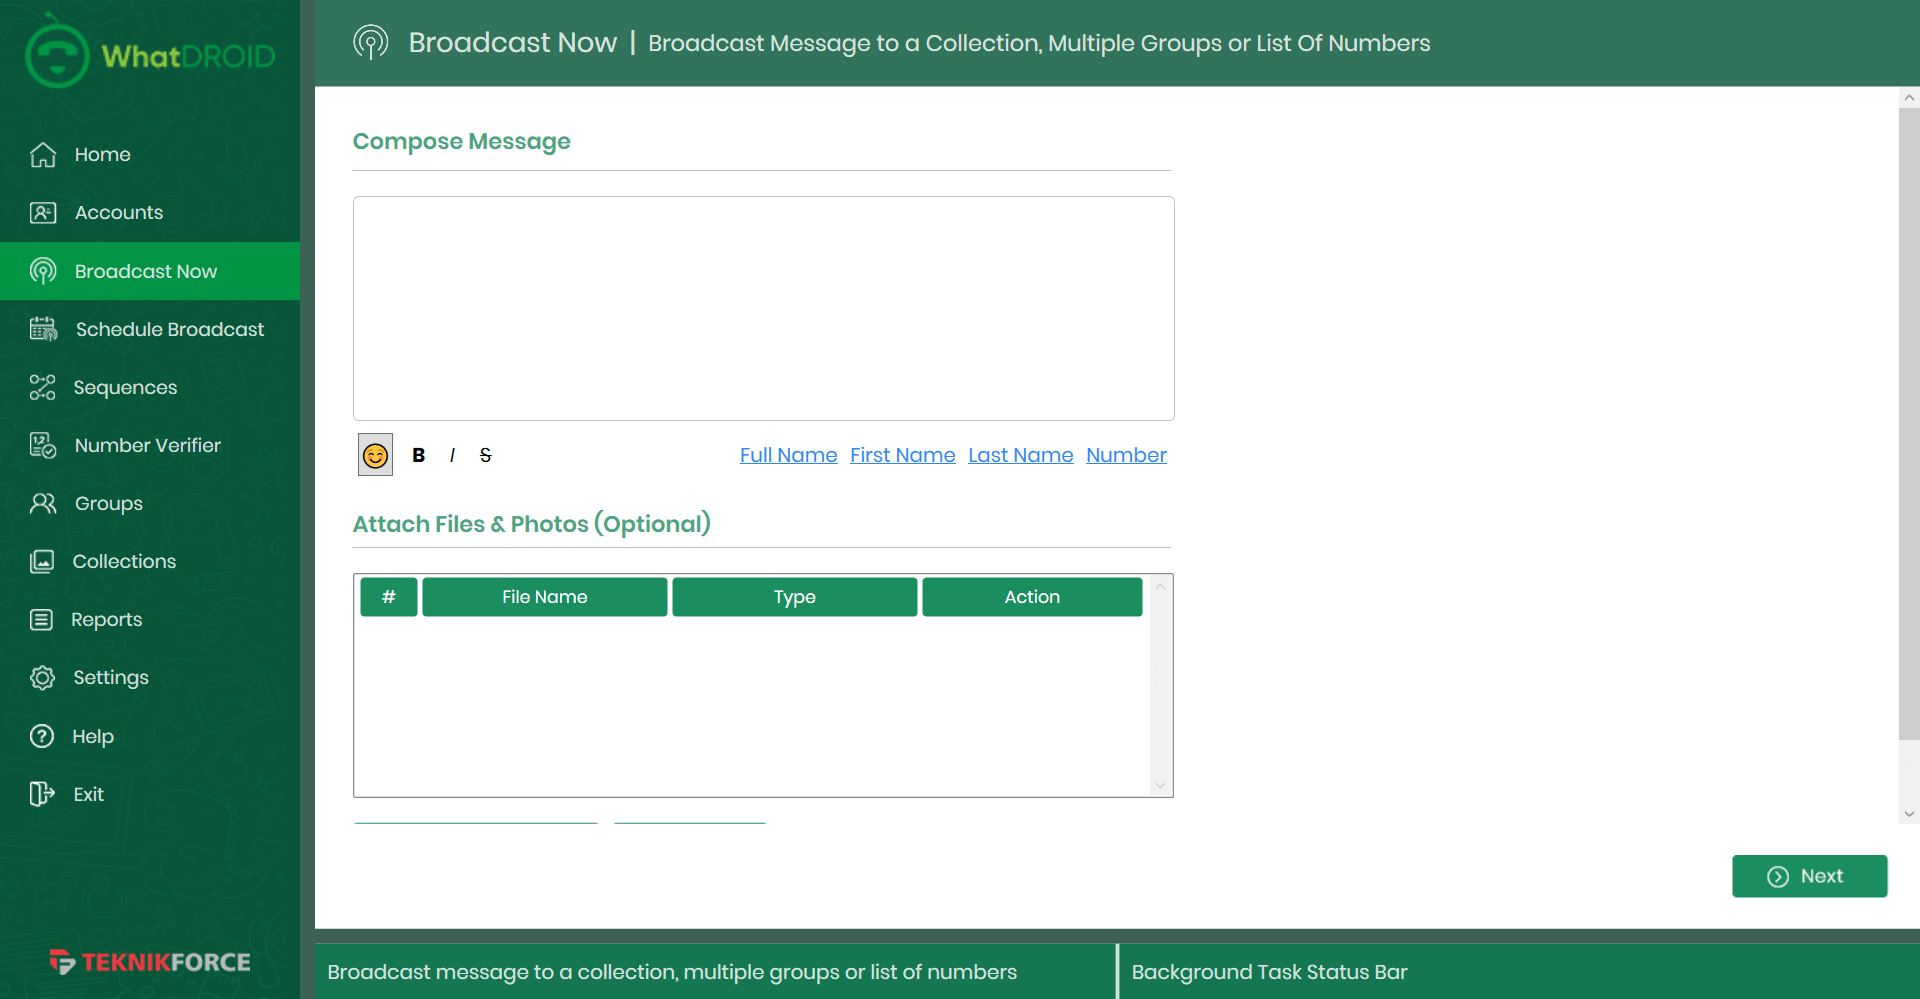 WhatDROID
Home
Accounts
Broadcast Now
Schedule Broadcast
Sequences
Number Verifier
Groups
Collections
Reports
Settings
Help
Exit
TEKNIKFORCE
Broadcast Now | Broadcast Message to a Collection, Multiple Groups or List Of Numbers
Compose Message
B I S Full Name First Name Last Name Number
Attach Files & Photos (Optional)
# File Name Type Action
Next
Broadcast message to a collection, multiple groups or list of numbers
Background Task Status Bar